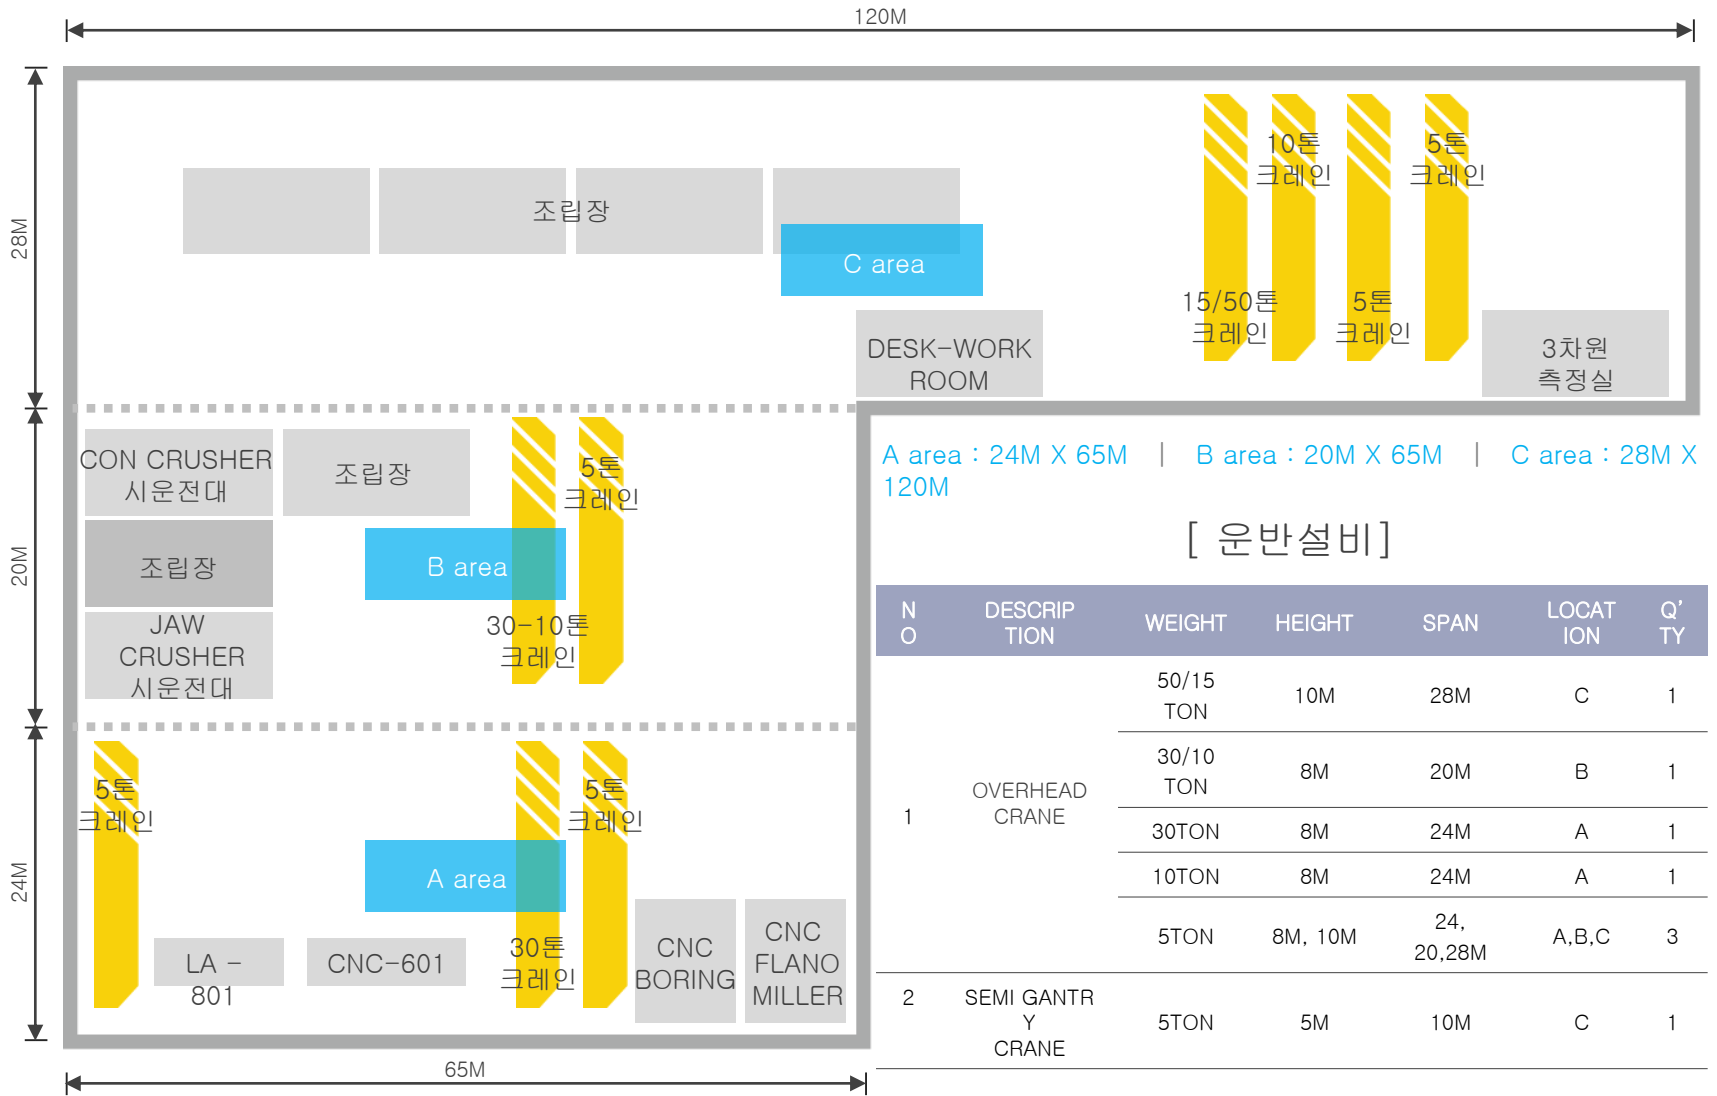 120M
28M
조립장
C area
10톤
크레인
5톤
크레인
15/50톤
크레인
5톤
크레인
DESK-WORK
ROOM
3차원
측정실
20M
CON CRUSHER
시운전대
조립장
5톤
크레인
조립장
B area
30-10톤
크레인
JAW
CRUSHER
시운전대
24M
5톤
크레인
5톤
크레인
A area
LA -
801
CNC-601
30톤
크레인
CNC
BORING
CNC
FLANO
MILLER
65M
A area : 24M X 65M | B area : 20M X 65M | C area : 28M X
120M
[ 운반설비]
N
O
DESCRIP
TION
WEIGHT
HEIGHT
SPAN
LOCAT
ION
Q’
TY
1
OVERHEAD
CRANE
50/15
TON
10M
28M
C
1
30/10
TON
8M
20M
B
1
30TON
8M
24M
A
1
10TON
8M
24M
A
1
5TON
8M, 10M
24,
20,28M
A,B,C
3
2
SEMI GANTR
Y
CRANE
5TON
5M
10M
C
1